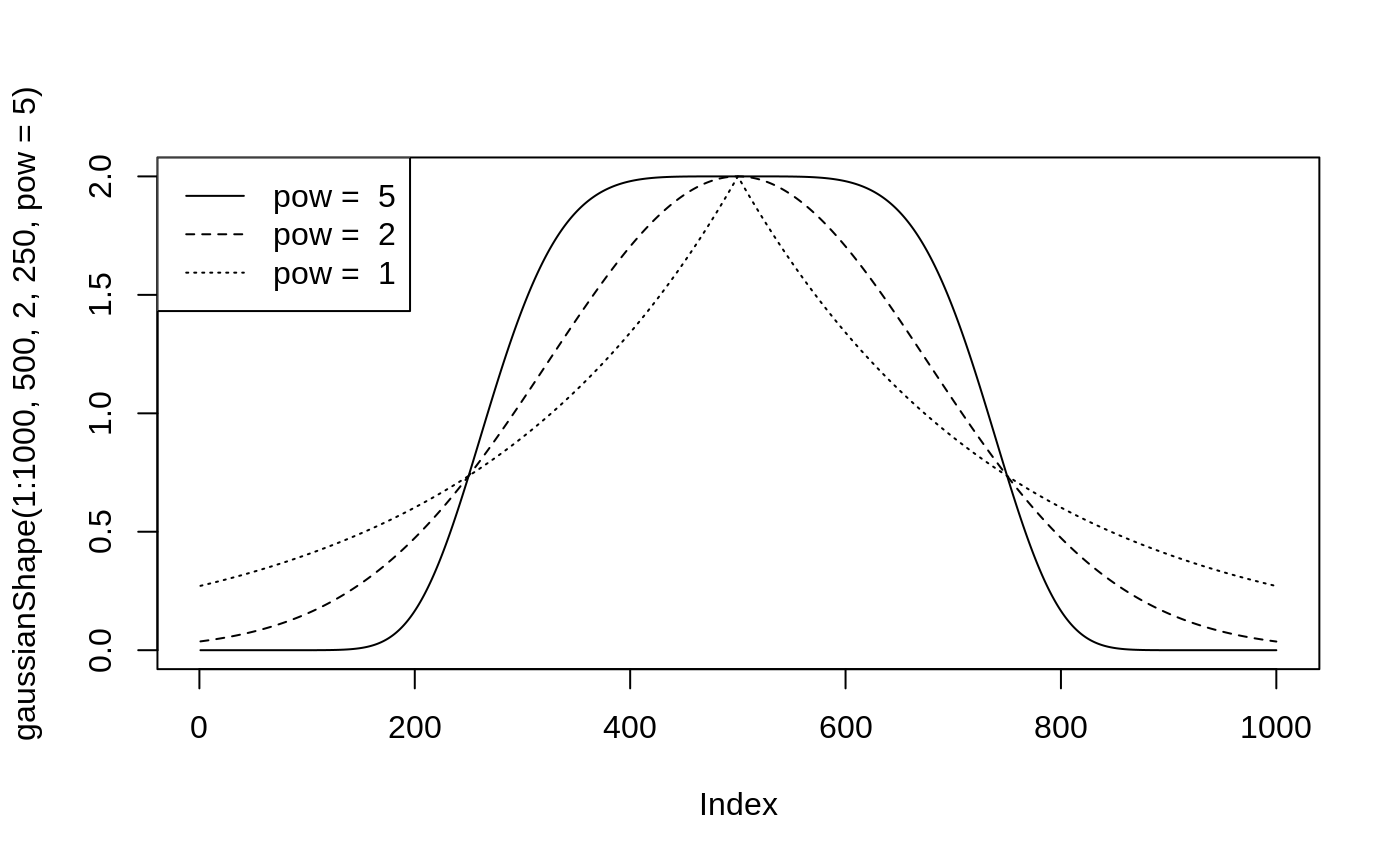 gaussianShape(1:1000, 500, 2, 250, pow = 5)
2.0
1.5
1.0
0.5
0.0
pow =  5
pow =  2
pow =  1
0 200 400 600 800 1000
Index